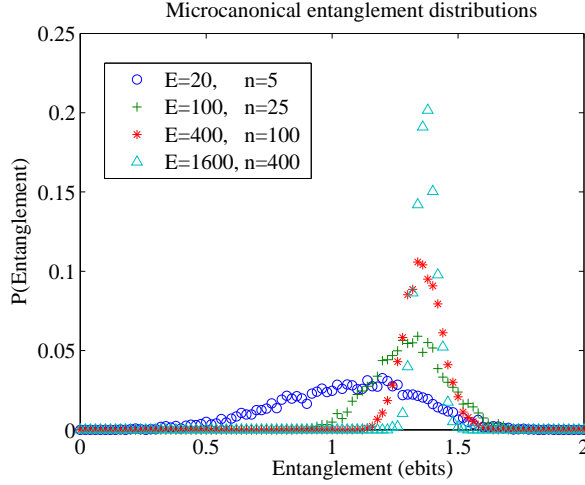 Microcanonical entanglement distributions
0.25
0.2
0.15
0.1
0.05
0
P(Entanglement)
E=20, n=5
E=100, n=25
E=400, n=100
E=1600, n=400
0 0.5 1 1.5 2
Entanglement (ebits)